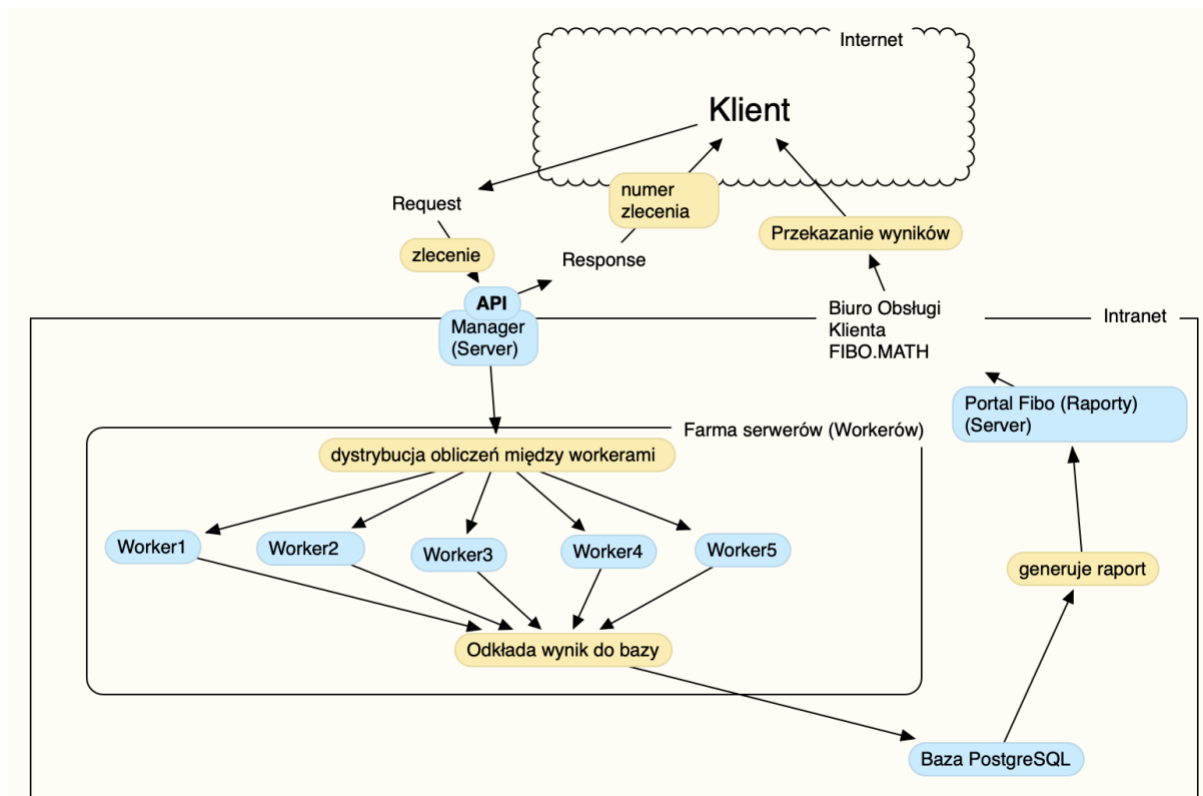 Internet
Klient
numer
zlecenia
Request
Przekazanie wyników
zlecenie
Response
API
Manager
(Server)
Biuro Obsługi
Klienta
FIBO.MATH
Intranet
Portal Fibo (Raporty)
(Server)
Farma serwerów (Workerów)
dystrybucja obliczeń między workerami
Worker1
Worker2
Worker3
Worker4
Worker5
generuje raport
Odkłada wynik do bazy
Baza PostgreSQL